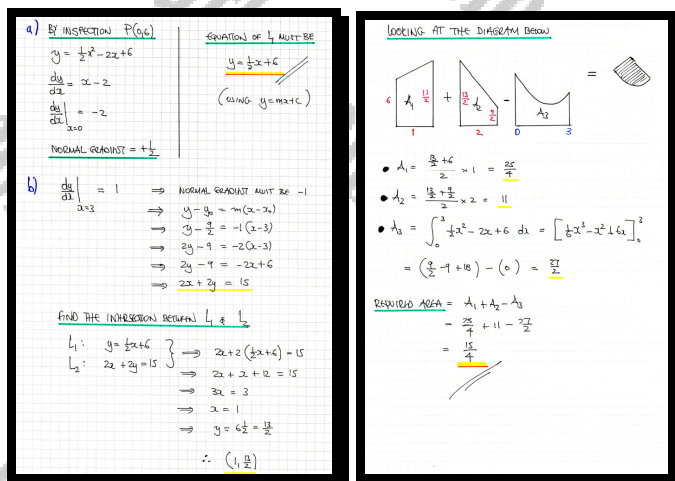 a) BY INSPECTION P(0,6)
y = ½x² - 2x + 6
dy/dx = x - 2
dy/dx |x=0 = -2
NORMAL GRADIENT = +½
EQUATION OF L₁ MUST BE
y = ½x + 6
(USING y = mx + c)
b) dy/dx |x=3 = 1 ⇒ NORMAL GRADIENT MUST BE -1
⇒ y - y₀ = m(x - x₀)
⇒ y - 9/2 = -1(x - 3)
⇒ 2y - 9 = -2(x - 3)
⇒ 2y - 9 = -2x + 6
⇒ 2x + 2y = 15
FIND THE INTERSECTION BETWEEN L₁ & L₂
L₁: y = ½x + 6
L₂: 2x + 2y = 15
⇒ 2x + 2(½x + 6) = 15
⇒ 2x + x + 12 = 15
⇒ 3x = 3
⇒ x = 1
⇒ y = 6½ = 13/2
∴ (1, 13/2)
LOOKING AT THE DIAGRAM BELOW
6 A₁ 13/2 + 13/2 A₂ 9/2 - A₃ =
1 2 0 3
• A₁ = (13/2 + 6)/2 × 1 = 25/4
• A₂ = (13/2 + 9/2)/2 × 2 = 11
• A₃ = ∫₀³ ½x² - 2x + 6 dx = [⅙x³ - x² + 6x]₀³
= (9/2 - 9 + 18) - (0) = 27/2
REQUIRED AREA = A₁ + A₂ - A₃
= 25/4 + 11 - 27/2
= 15/4